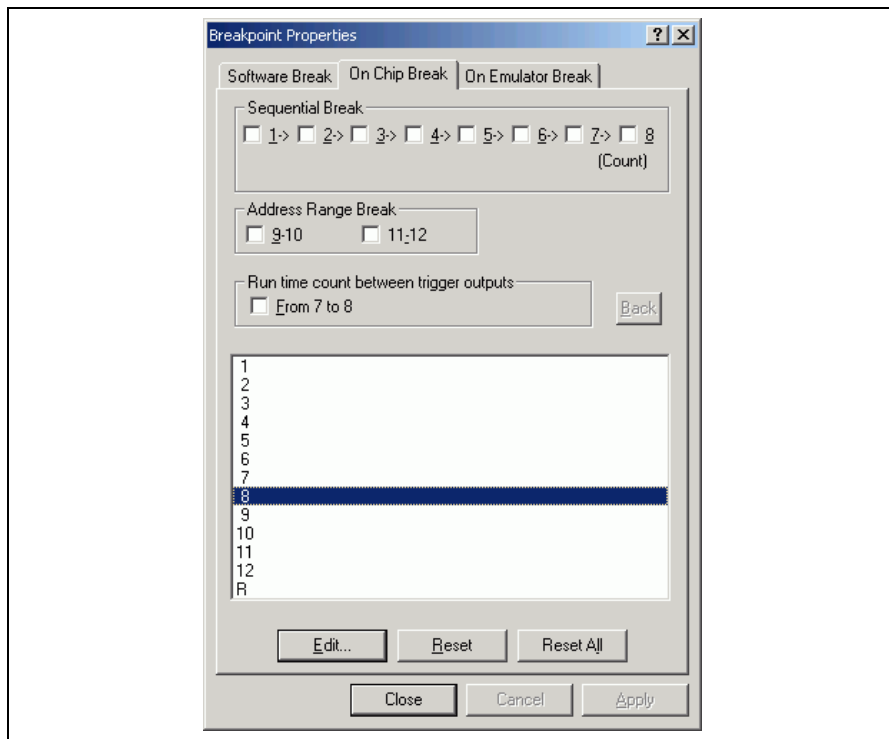 Breakpoint Properties
Software Break On Chip Break On Emulator Break
Sequential Break
1-> 2-> 3-> 4-> 5-> 6-> 7-> 8
(Count)
Address Range Break
9-10 11-12
Run time count between trigger outputs
From 7 to 8
Back
1
2
3
4
5
6
7
8
9
10
11
12
R
Edit... Reset Reset All
Close Cancel Apply